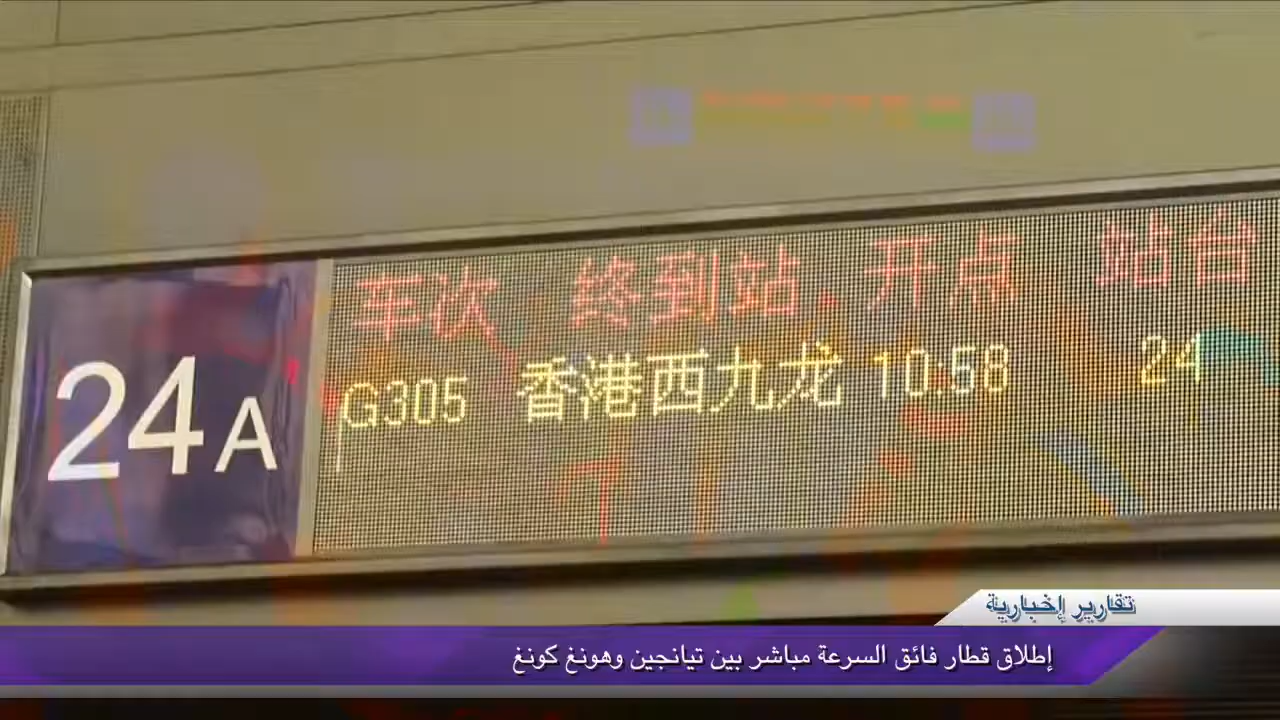 24A
车次 终到站 开点 站台
G305 香港西九龙 10:58 24
تقارير إخبارية
إطلاق قطار فائق السرعة مباشر بين تيانجين وهونغ كونغ